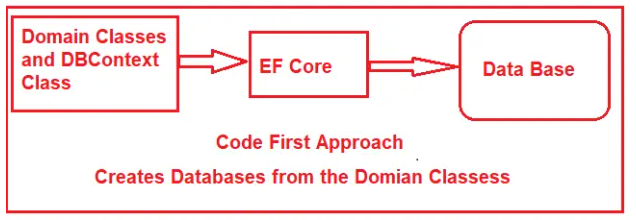 Domain Classes
and DBContext
Class
EF Core
Data Base
Code First Approach
Creates Databases from the Domian Classess